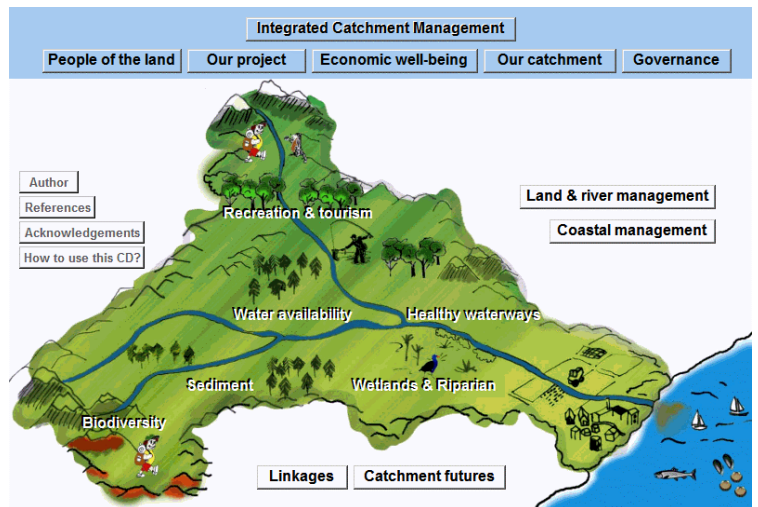 Integrated Catchment Management
People of the land
Our project
Economic well-being
Our catchment
Governance
Author
References
Acknowledgements
How to use this CD?
Land & river management
Coastal management
Recreation & tourism
Water availability
Healthy waterways
Sediment
Wetlands & Riparian
Biodiversity
Linkages
Catchment futures